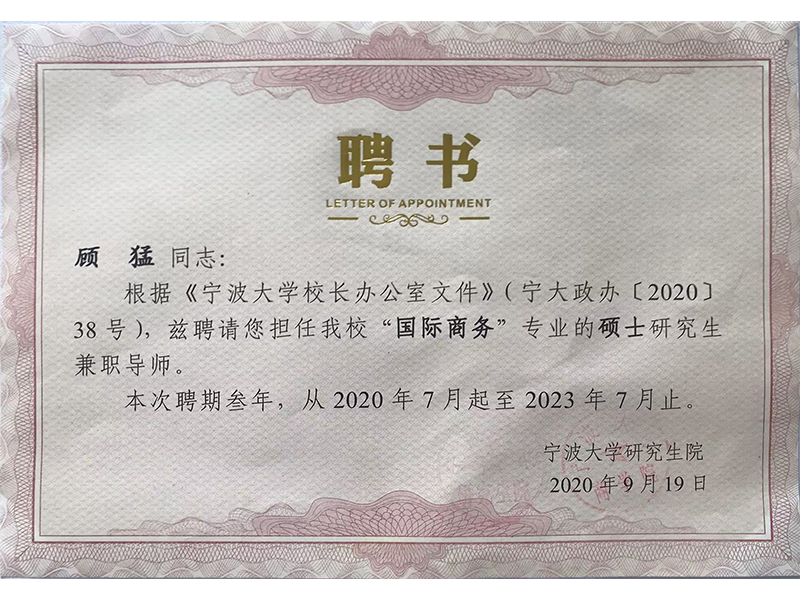 聘书
LETTER OF APPOINTMENT
顾 猛 同志：
根据《宁波大学校长办公室文件》（宁大政办〔2020〕
38号），兹聘请您担任我校“国际商务”专业的硕士研究生
兼职导师。
本次聘期叁年，从2020年7月起至2023年7月止。
宁波大学研究生院
2020年9月19日